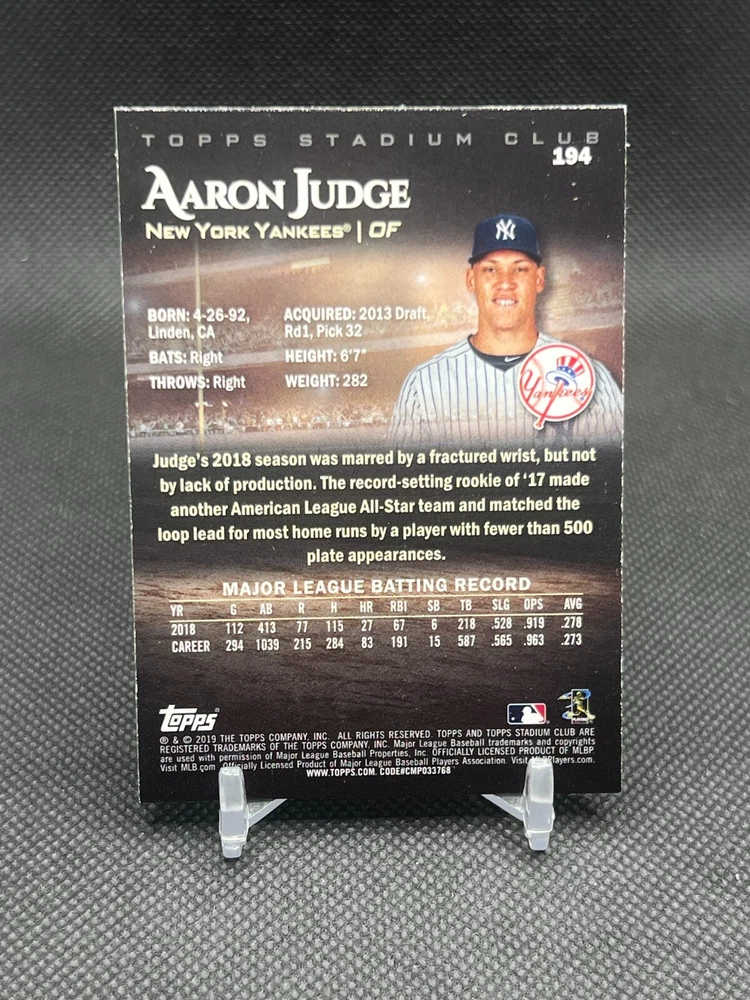 TOPPS STADIUM CLUB
194
AARON JUDGE
NEW YORK YANKEES® | OF
BORN: 4-26-92,
Linden, CA
BATS: Right
THROWS: Right
ACQUIRED: 2013 Draft,
Rd1, Pick 32
HEIGHT: 6'7"
WEIGHT: 282
NY
Yankees
Judge's 2018 season was marred by a fractured wrist, but not
by lack of production. The record-setting rookie of '17 made
another American League All-Star team and matched the
loop lead for most home runs by a player with fewer than 500
plate appearances.
MAJOR LEAGUE BATTING RECORD
YR G AB R H HR RBI SB TB SLG OPS AVG
2018 112 413 77 115 27 67 6 218 .528 .919 .278
CAREER 294 1039 215 284 83 191 15 587 .565 .963 .273
TOPPS®
® & © 2019 THE TOPPS COMPANY, INC. ALL RIGHTS RESERVED. TOPPS AND TOPPS STADIUM CLUB ARE
REGISTERED TRADEMARKS OF THE TOPPS COMPANY, INC. Major League Baseball trademarks and copyrights
are used with permission of Major League Baseball Properties, Inc. OFFICIALLY LICENSED PRODUCT OF MLBP.
Visit MLB.com Officially Licensed Product of Major League Baseball Players Association. Visit MLBPlayers.com.
WWW.TOPPS.COM. CODE#CMP033768